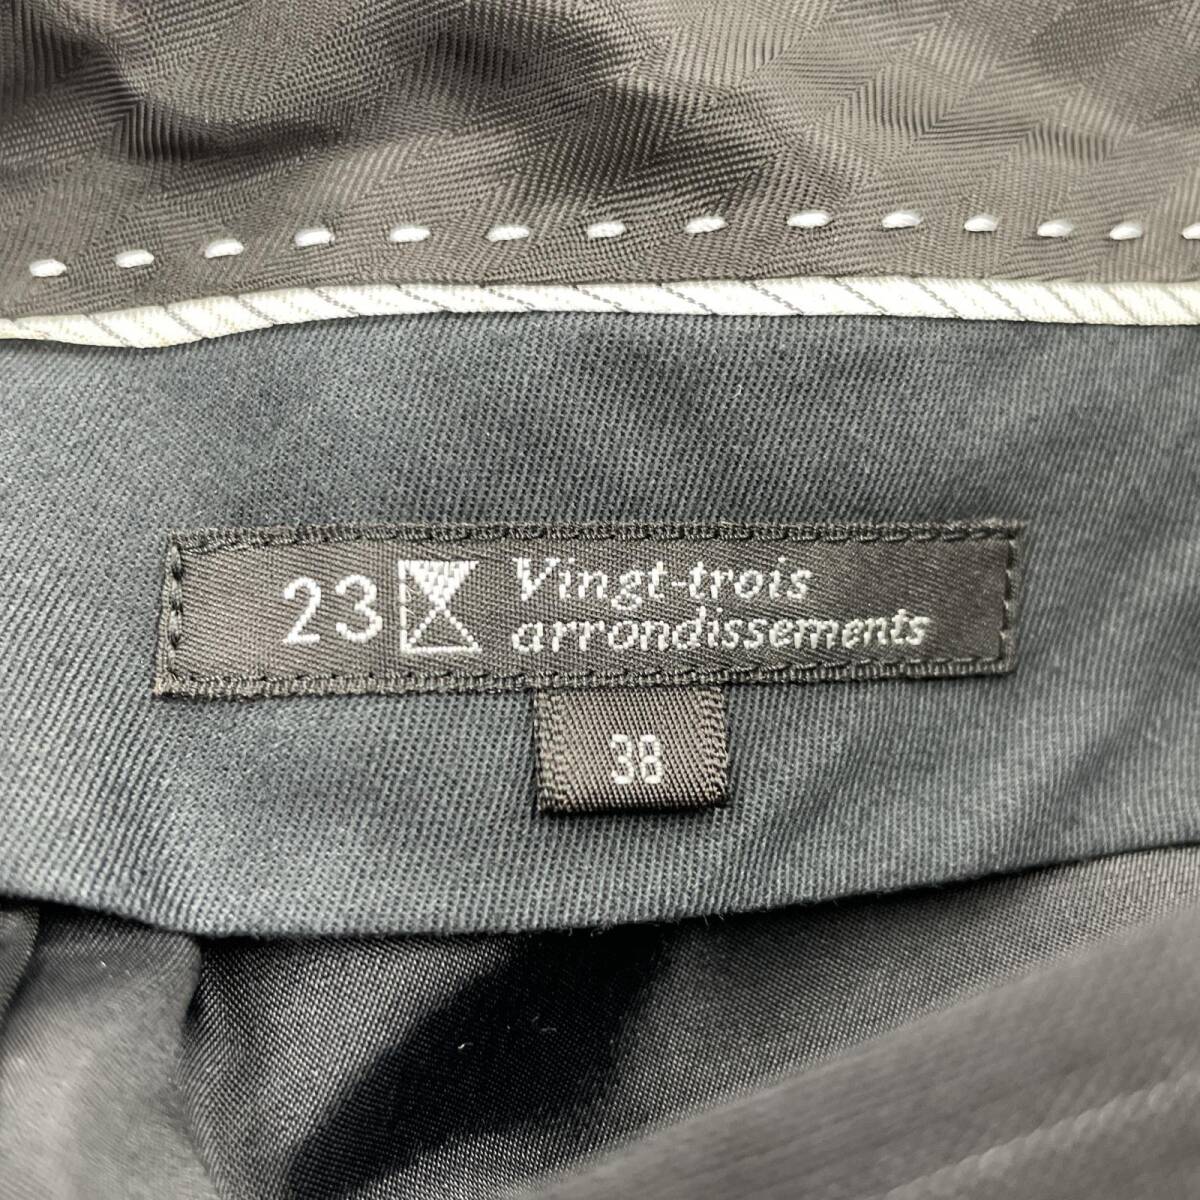 23 Vingt-trois
arrondissements
38